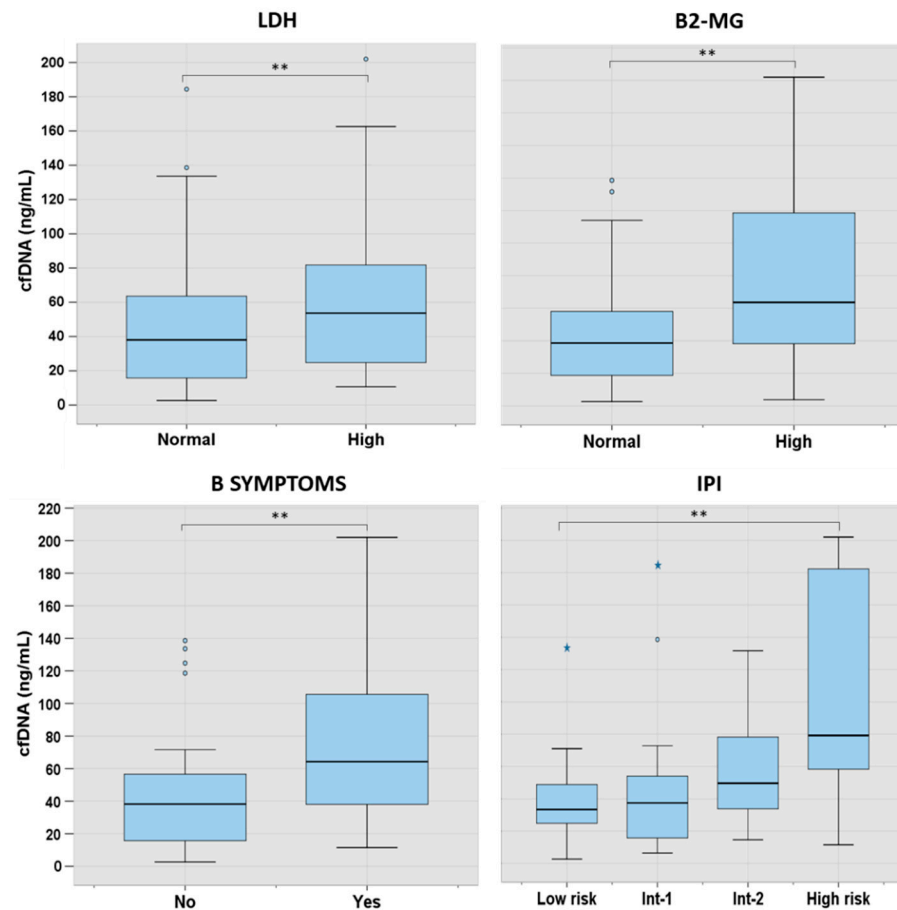 LDH
B2-MG
cfDNA (ng/mL)
200
180
160
140
120
100
80
60
40
20
0
**
**
Normal
High
Normal
High
B SYMPTOMS
IPI
cfDNA (ng/mL)
220
200
180
160
140
120
100
80
60
40
20
0
**
**
No
Yes
Low risk
Int-1
Int-2
High risk